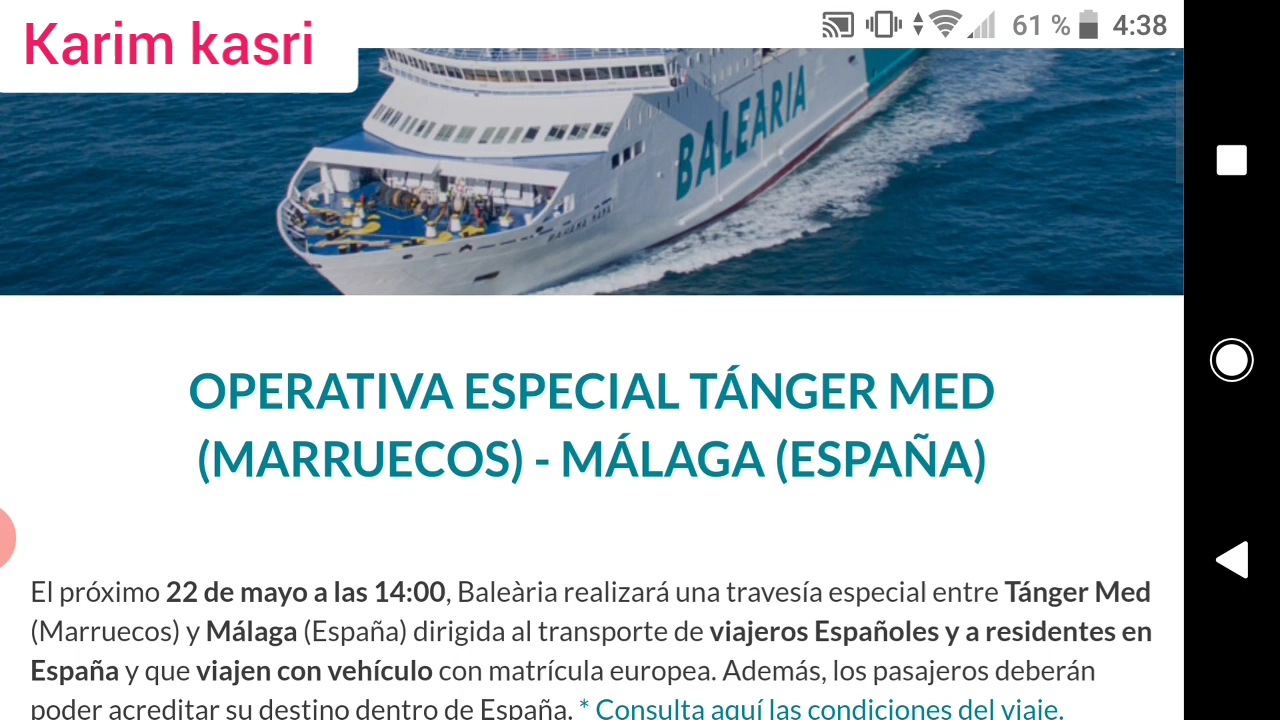 Karim kasri
61 % 4:38
BALEÀRIA
OPERATIVA ESPECIAL TÁNGER MED
(MARRUECOS) - MÁLAGA (ESPAÑA)
El próximo 22 de mayo a las 14:00, Baleària realizará una travesía especial entre Tánger Med
(Marruecos) y Málaga (España) dirigida al transporte de viajeros Españoles y a residentes en
España y que viajen con vehículo con matrícula europea. Además, los pasajeros deberán
poder acreditar su destino dentro de España. * Consulta aquí las condiciones del viaje.